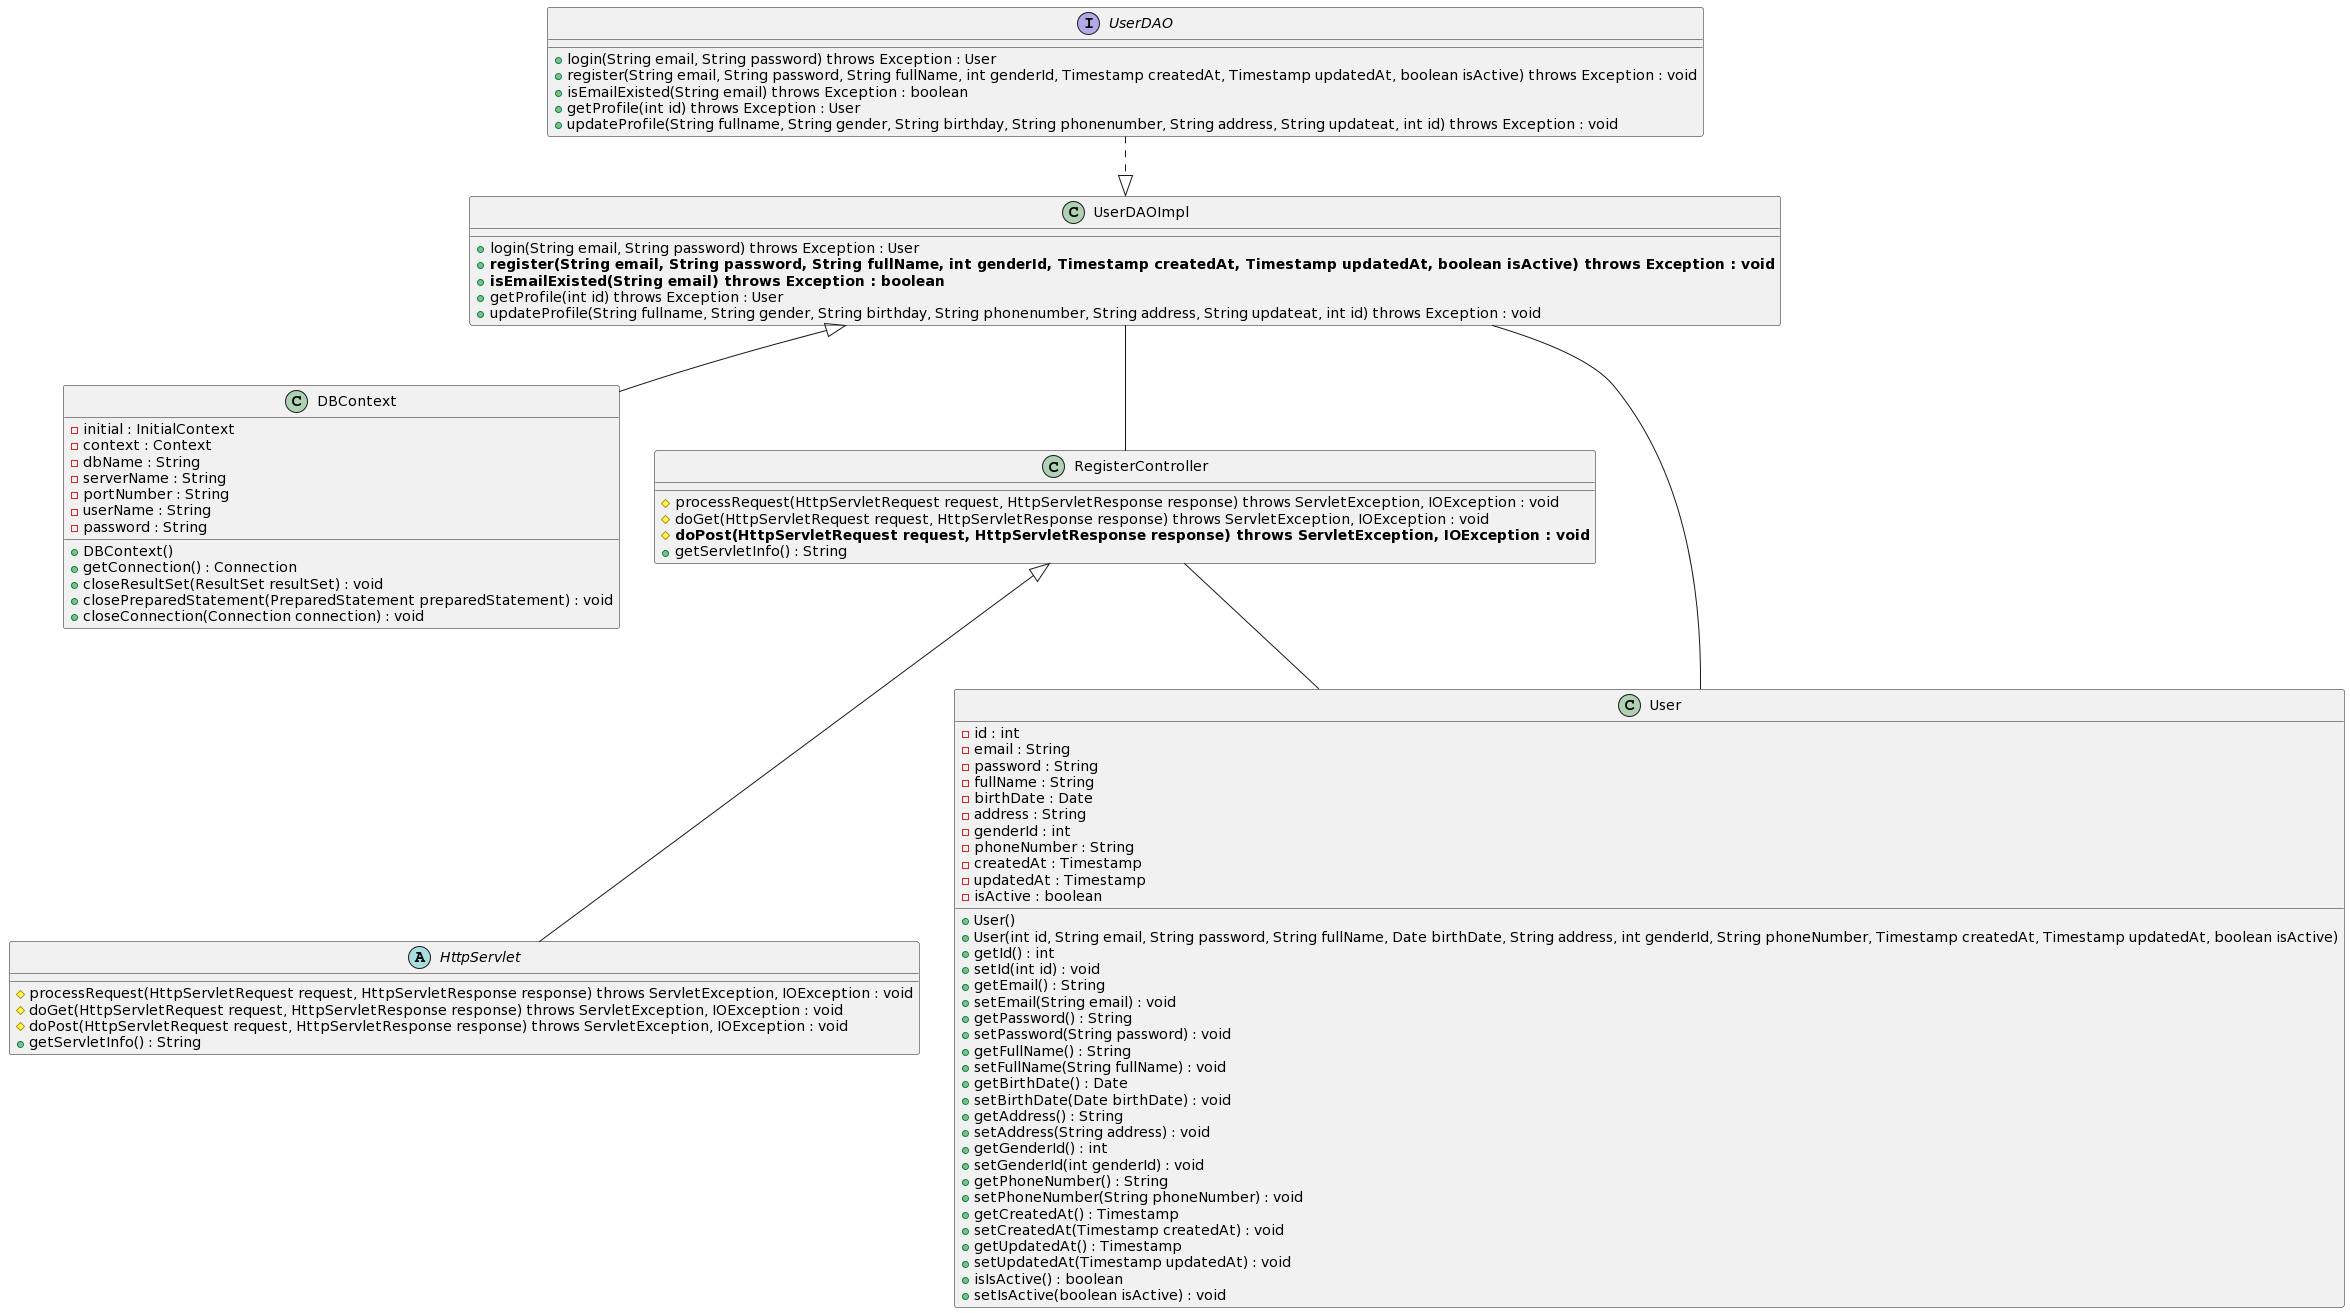 I UserDAO
login(String email, String password) throws Exception : User
register(String email, String password, String fullName, int genderId, Timestamp createdAt, Timestamp updatedAt, boolean isActive) throws Exception : void
isEmailExisted(String email) throws Exception : boolean
getProfile(int id) throws Exception : User
updateProfile(String fullname, String gender, String birthday, String phonenumber, String address, String updateat, int id) throws Exception : void
C UserDAOImpl
login(String email, String password) throws Exception : User
register(String email, String password, String fullName, int genderId, Timestamp createdAt, Timestamp updatedAt, boolean isActive) throws Exception : void
isEmailExisted(String email) throws Exception : boolean
getProfile(int id) throws Exception : User
updateProfile(String fullname, String gender, String birthday, String phonenumber, String address, String updateat, int id) throws Exception : void
C DBContext
initial : InitialContext
context : Context
dbName : String
serverName : String
portNumber : String
userName : String
password : String
DBContext()
getConnection() : Connection
closeResultSet(ResultSet resultSet) : void
closePreparedStatement(PreparedStatement preparedStatement) : void
closeConnection(Connection connection) : void
C RegisterController
processRequest(HttpServletRequest request, HttpServletResponse response) throws ServletException, IOException : void
doGet(HttpServletRequest request, HttpServletResponse response) throws ServletException, IOException : void
doPost(HttpServletRequest request, HttpServletResponse response) throws ServletException, IOException : void
getServletInfo() : String
A HttpServlet
processRequest(HttpServletRequest request, HttpServletResponse response) throws ServletException, IOException : void
doGet(HttpServletRequest request, HttpServletResponse response) throws ServletException, IOException : void
doPost(HttpServletRequest request, HttpServletResponse response) throws ServletException, IOException : void
getServletInfo() : String
C User
id : int
email : String
password : String
fullName : String
birthDate : Date
address : String
genderId : int
phoneNumber : String
createdAt : Timestamp
updatedAt : Timestamp
isActive : boolean
User()
User(int id, String email, String password, String fullName, Date birthDate, String address, int genderId, String phoneNumber, Timestamp createdAt, Timestamp updatedAt, boolean isActive)
getId() : int
setId(int id) : void
getEmail() : String
setEmail(String email) : void
getPassword() : String
setPassword(String password) : void
getFullName() : String
setFullName(String fullName) : void
getBirthDate() : Date
setBirthDate(Date birthDate) : void
getAddress() : String
setAddress(String address) : void
getGenderId() : int
setGenderId(int genderId) : void
getPhoneNumber() : String
setPhoneNumber(String phoneNumber) : void
getCreatedAt() : Timestamp
setCreatedAt(Timestamp createdAt) : void
getUpdatedAt() : Timestamp
setUpdatedAt(Timestamp updatedAt) : void
isIsActive() : boolean
setIsActive(boolean isActive) : void